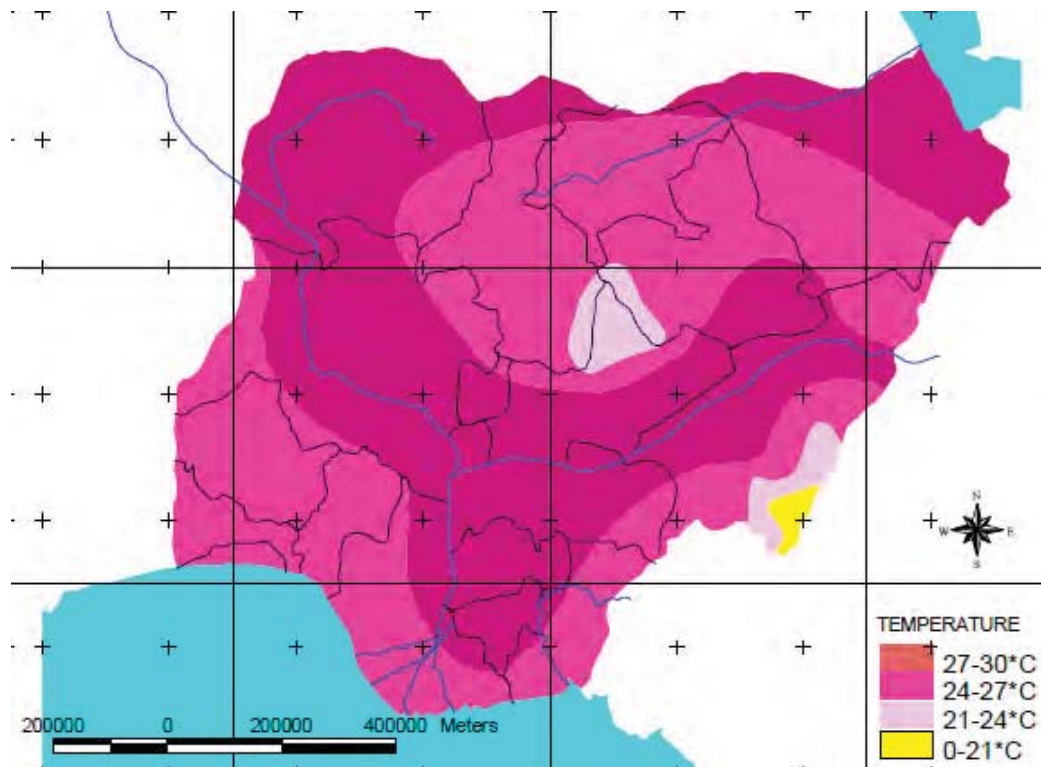 N
W E
S
TEMPERATURE
27-30*C
24-27*C
21-24*C
0-21*C
200000 0 200000 400000 Meters